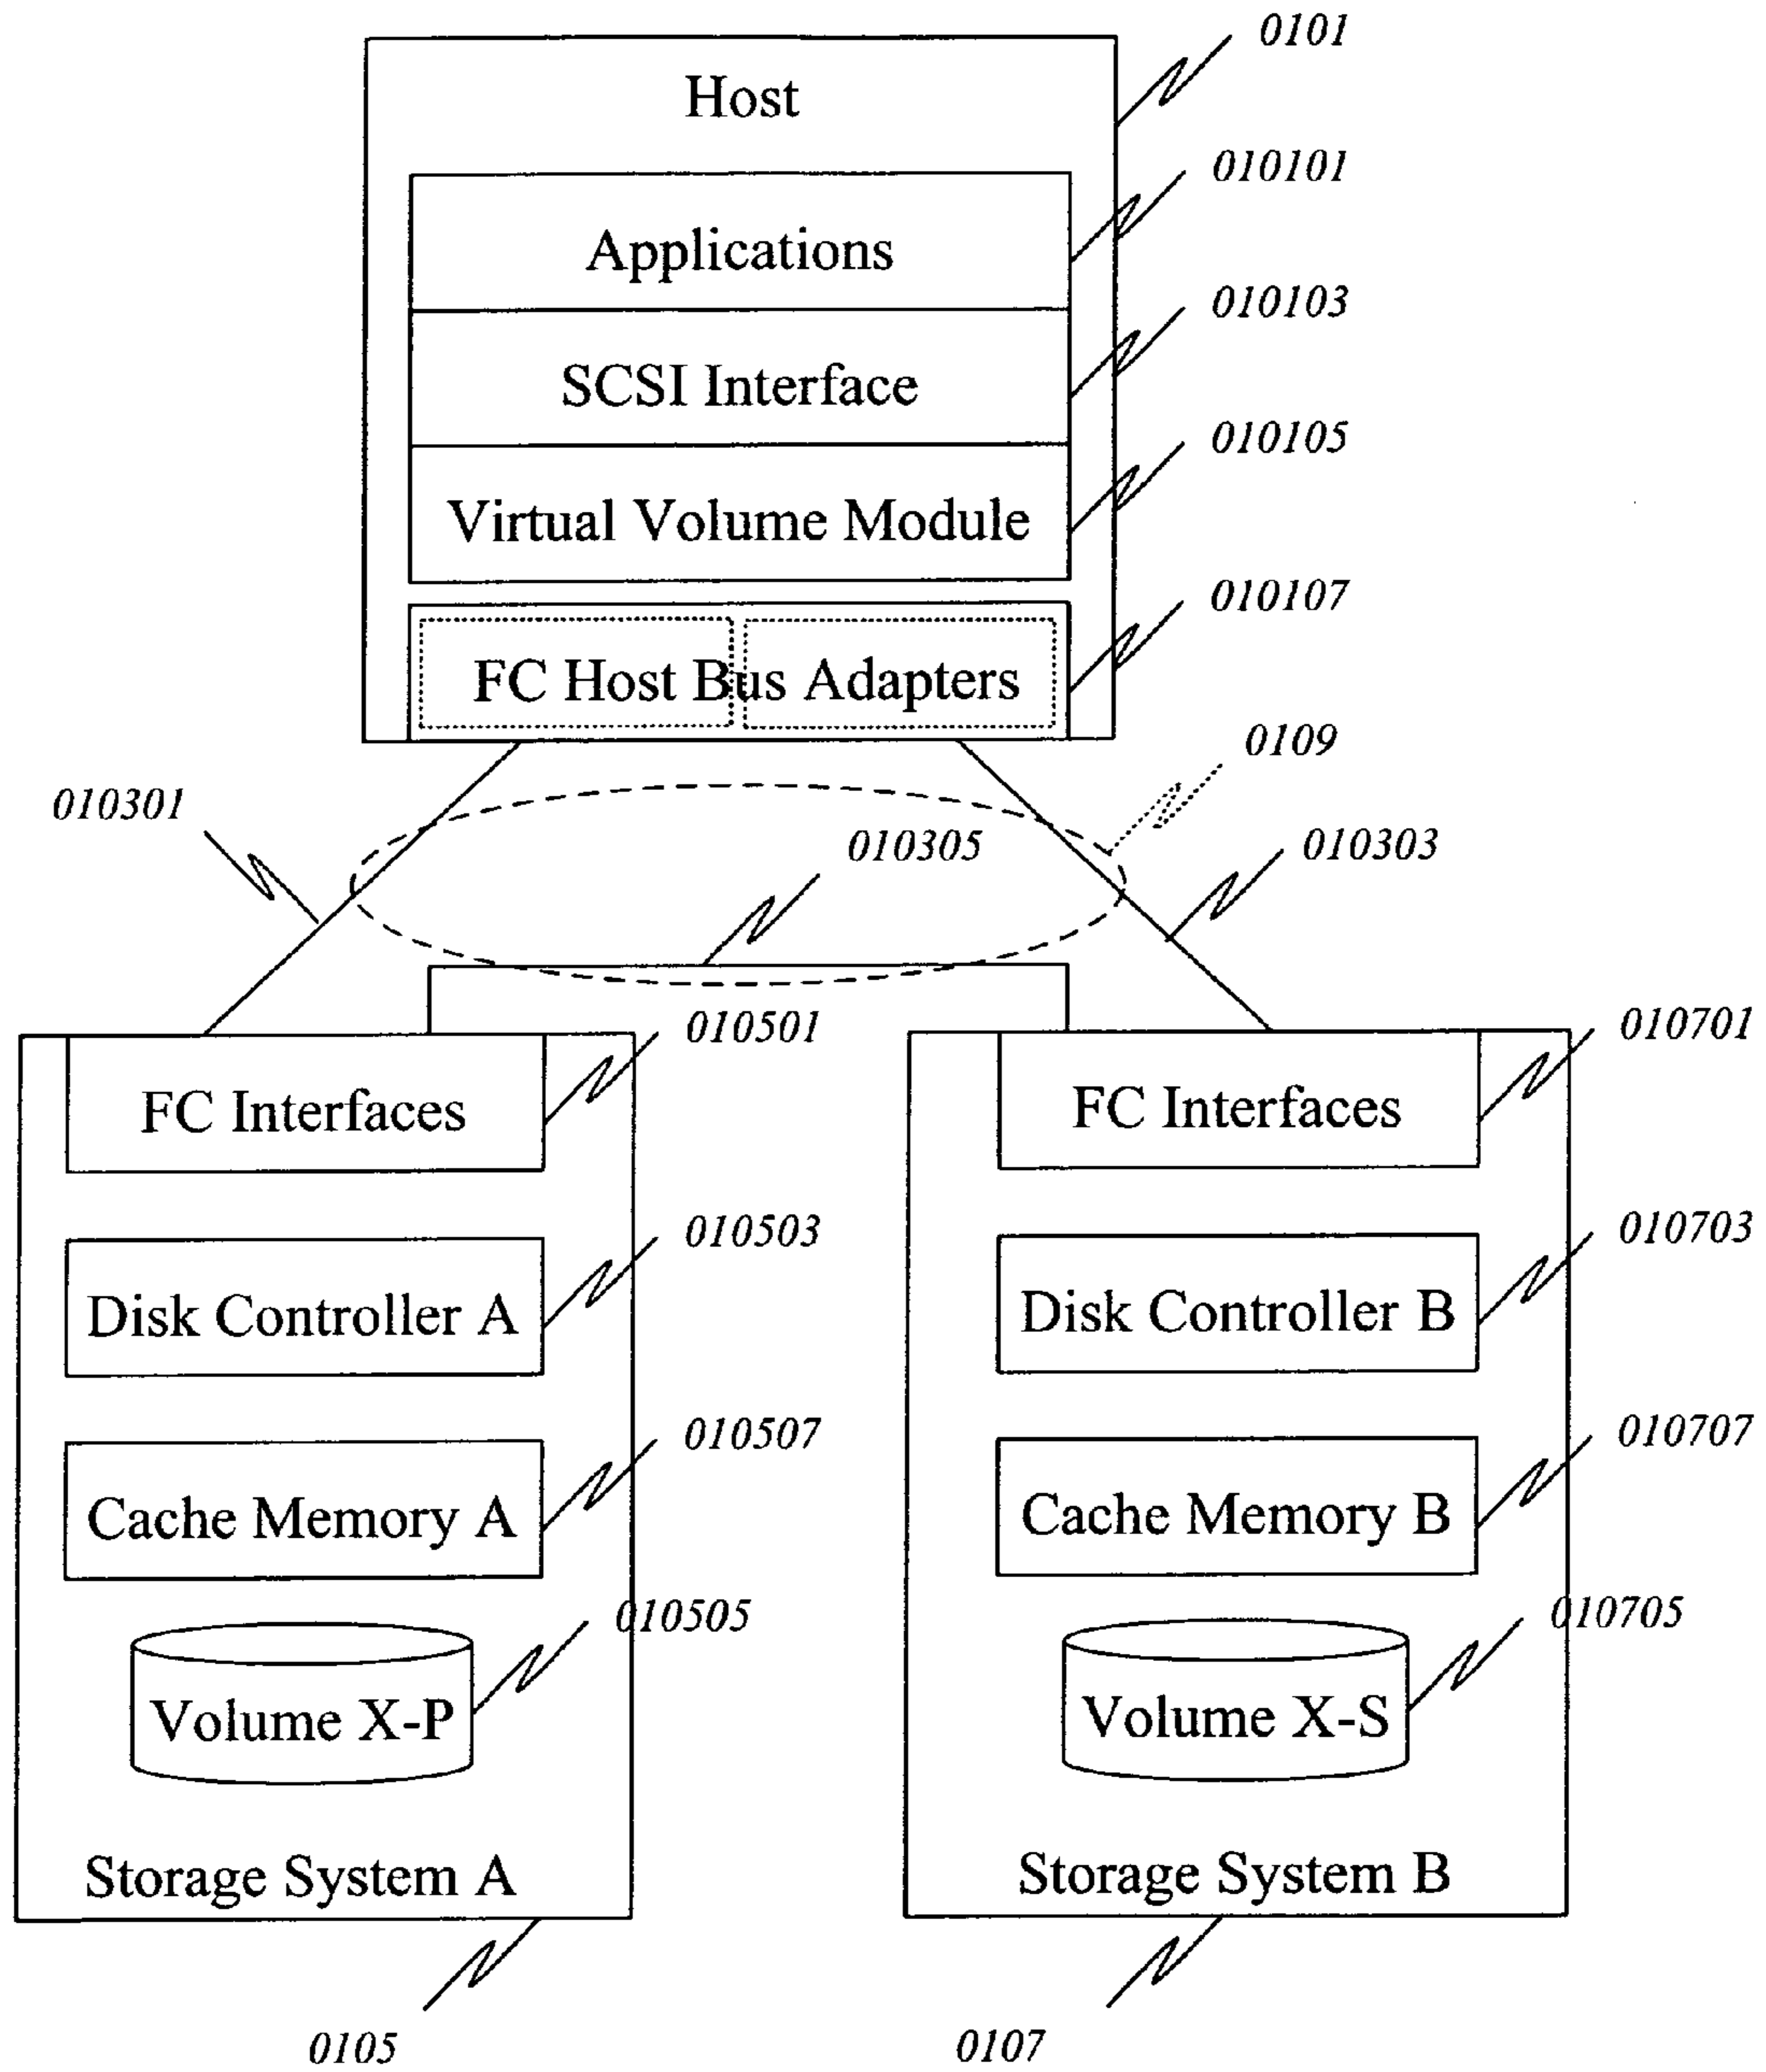 0101
Host
010101
Applications
010103
SCSI Interface
010105
Virtual Volume Module
010107
FC Host Bus Adapters
0109
010301
010305
010303
010501
010701
FC Interfaces
FC Interfaces
010503
010703
Disk Controller A
Disk Controller B
010507
010707
Cache Memory A
Cache Memory B
010505
010705
Volume X-P
Volume X-S
Storage System A
Storage System B
0105
0107